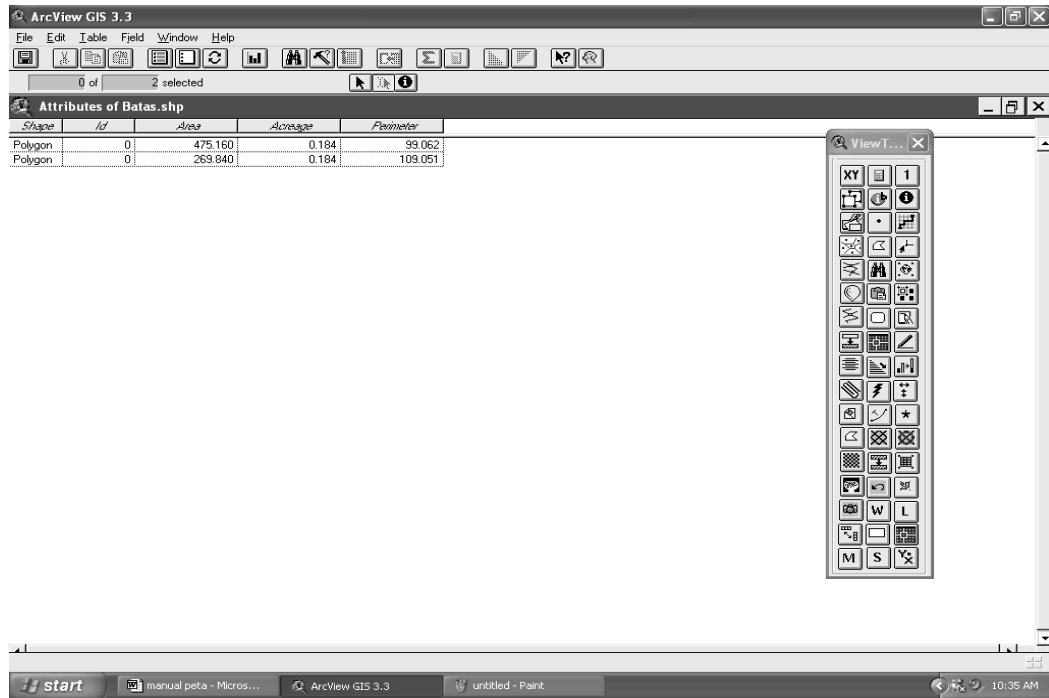 ArcView GIS 3.3
File Edit Table Field Window Help
0 of 2 selected
Attributes of Batas.shp
Shape Id Area Acreage Perimeter
Polygon 0 475.160 0.184 99.062
Polygon 0 269.840 0.184 109.051
ViewT...
XY 1
W L
M S
start manual peta - Micros... ArcView GIS 3.3 untitled - Paint 10:35 AM